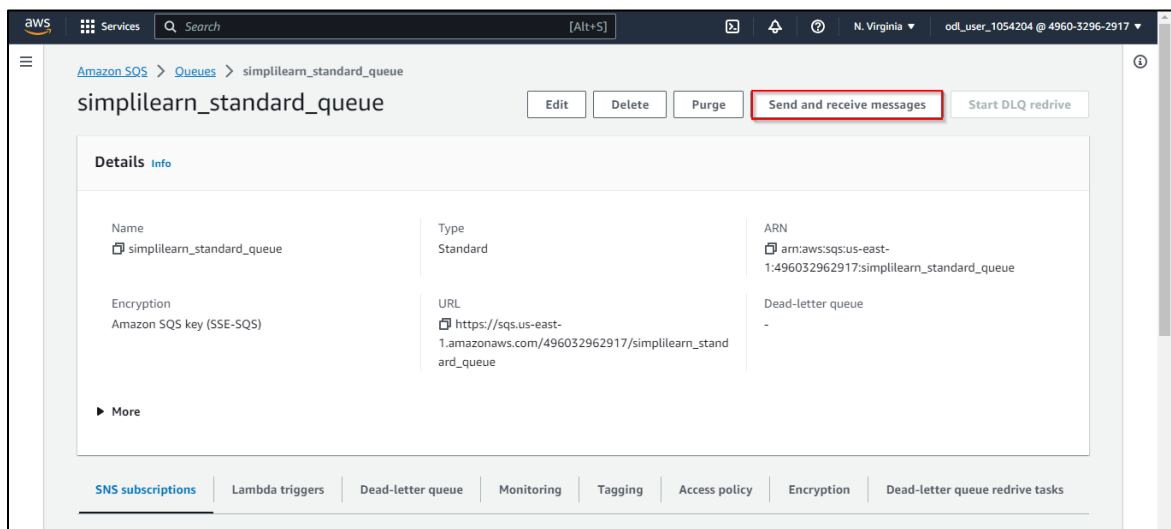 aws
Services
Search
[Alt+S]
N. Virginia
odl_user_1054204 @ 4960-3296-2917
Amazon SQS > Queues > simplilearn_standard_queue
simplilearn_standard_queue
Edit
Delete
Purge
Send and receive messages
Start DLQ redrive
Details Info
Name
simplilearn_standard_queue
Type
Standard
ARN
arn:aws:sqs:us-east-
1:496032962917:simplilearn_standard_queue
Encryption
Amazon SQS key (SSE-SQS)
URL
https://sqs.us-east-
1.amazonaws.com/496032962917/simplilearn_stand
ard_queue
Dead-letter queue
-
More
SNS subscriptions
Lambda triggers
Dead-letter queue
Monitoring
Tagging
Access policy
Encryption
Dead-letter queue redrive tasks